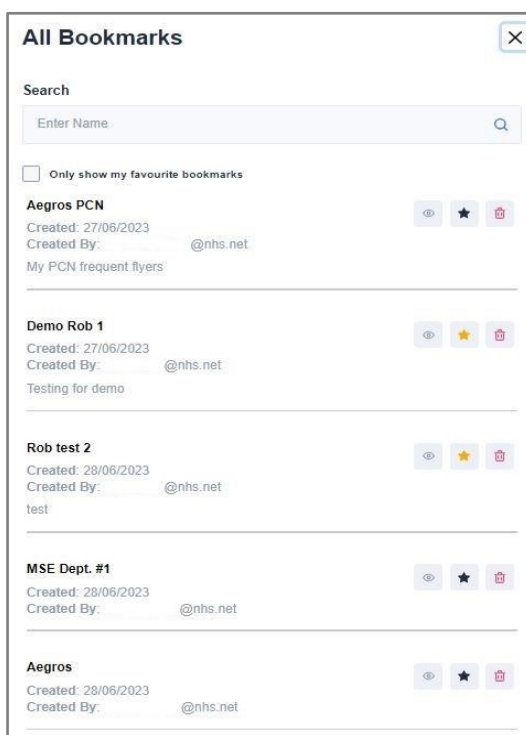 All Bookmarks
Search
Enter Name
Only show my favourite bookmarks
Aegros PCN
Created: 27/06/2023
Created By: @nhs.net
My PCN frequent flyers
Demo Rob 1
Created: 27/06/2023
Created By: @nhs.net
Testing for demo
Rob test 2
Created: 28/06/2023
Created By: @nhs.net
test
MSE Dept. #1
Created: 28/06/2023
Created By: @nhs.net
Aegros
Created: 28/06/2023
Created By: @nhs.net